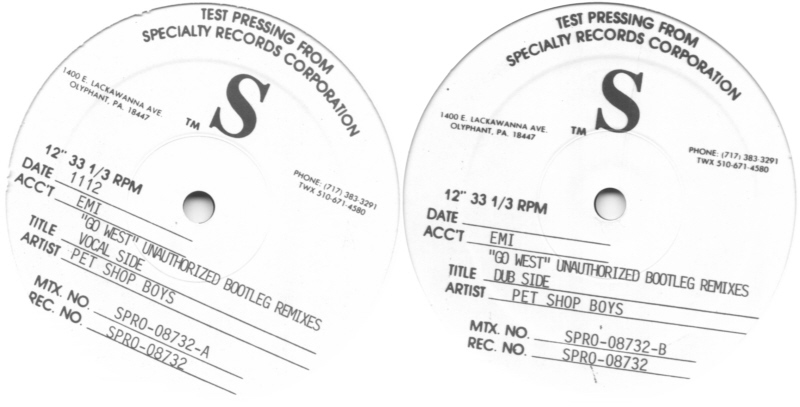 TEST PRESSING FROM
SPECIALTY RECORDS CORPORATION
1400 E. LACKAWANNA AVE.
OLYPHANT, PA. 18447
TM S
PHONE: (717) 383-3291
TWX 510-671-4580
12" 33 1/3 RPM
DATE 1112
ACC'T EMI
"GO WEST" UNAUTHORIZED BOOTLEG REMIXES
TITLE VOCAL SIDE
ARTIST PET SHOP BOYS
MTX. NO. SPRO-08732-A
REC. NO. SPRO-08732
TEST PRESSING FROM
SPECIALTY RECORDS CORPORATION
1400 E. LACKAWANNA AVE.
OLYPHANT, PA. 18447
TM S
PHONE: (717) 383-3291
TWX 510-671-4580
12" 33 1/3 RPM
DATE
ACC'T EMI
"GO WEST" UNAUTHORIZED BOOTLEG REMIXES
TITLE DUB SIDE
ARTIST PET SHOP BOYS
MTX. NO. SPRO-08732-B
REC. NO. SPRO-08732